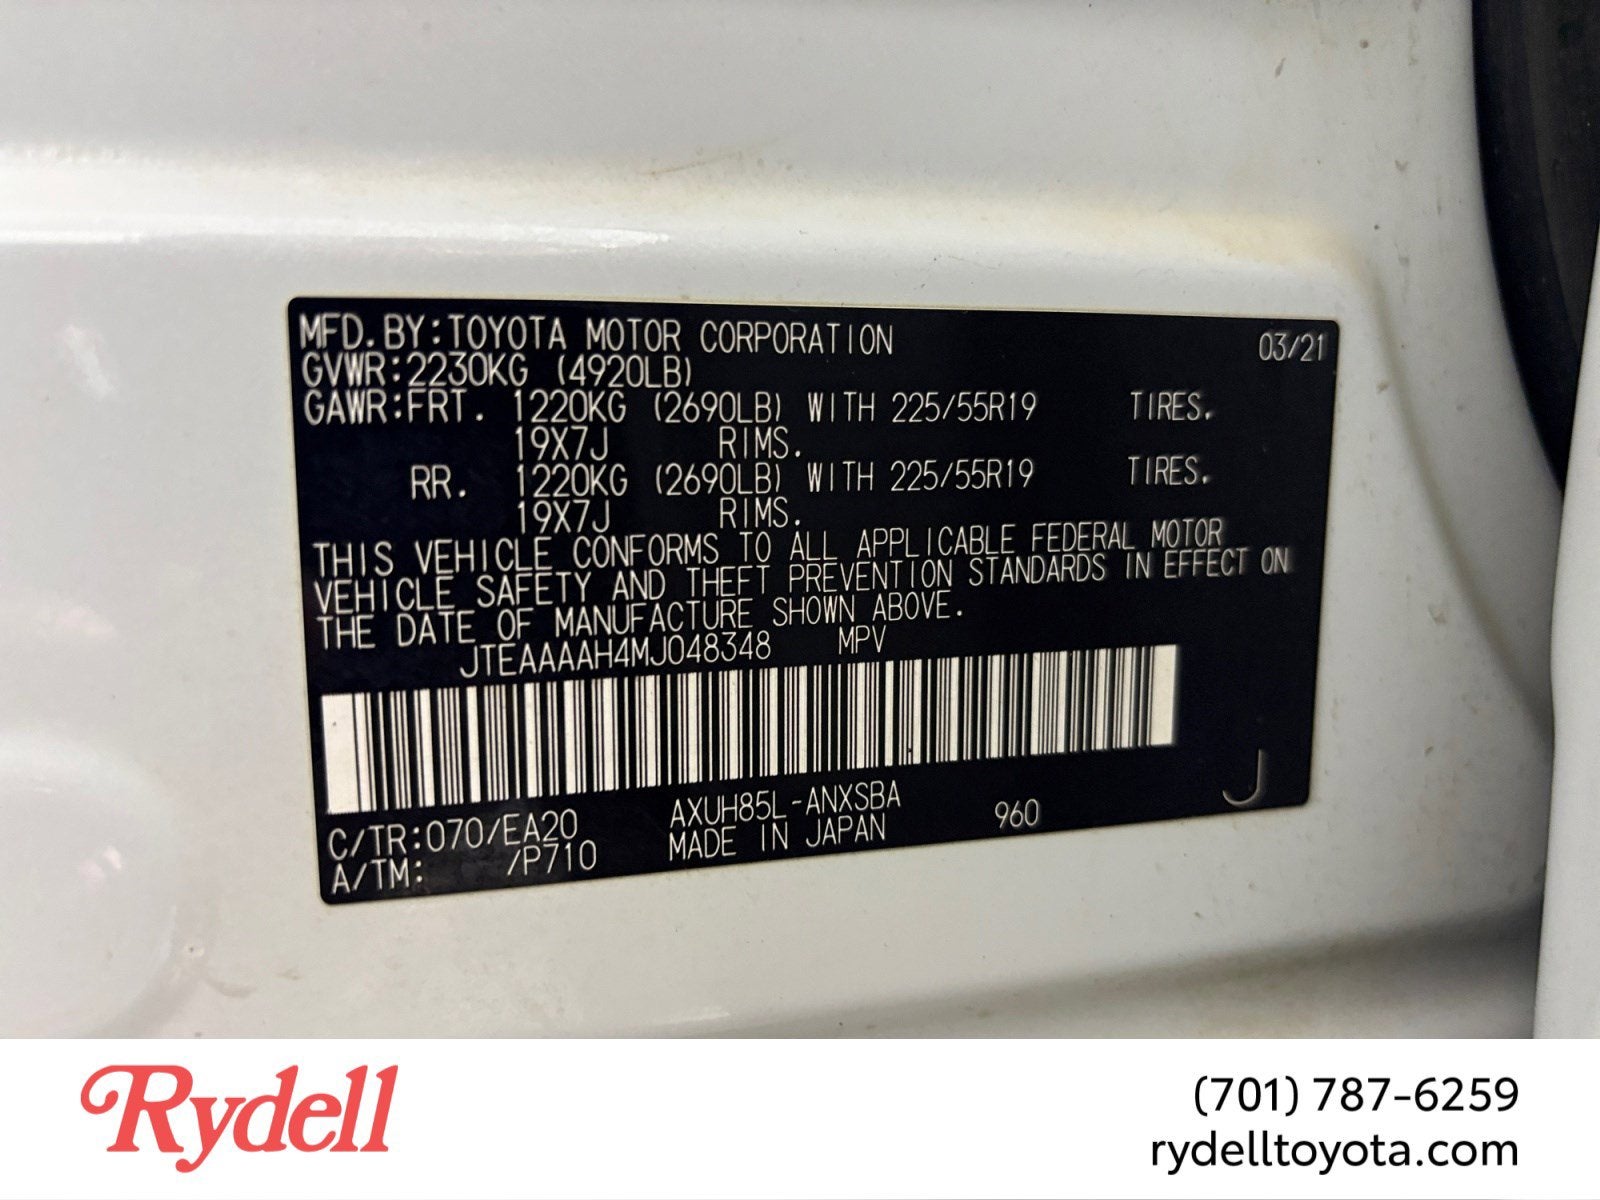 MFD.BY:TOYOTA MOTOR CORPORATION 03/21
GVWR:2230KG (4920LB)
GAWR:FRT. 1220KG (2690LB) WITH 225/55R19 TIRES.
19X7J RIMS.
RR. 1220KG (2690LB) WITH 225/55R19 TIRES.
19X7J RIMS.
THIS VEHICLE CONFORMS TO ALL APPLICABLE FEDERAL MOTOR
VEHICLE SAFETY AND THEFT PREVENTION STANDARDS IN EFFECT ON
THE DATE OF MANUFACTURE SHOWN ABOVE.
JTEAAAAH4MJ048348 MPV
C/TR:070/EA20 AXUH85L-ANXSBA 960 J
A/TM: /P710 MADE IN JAPAN
Rydell
(701) 787-6259
rydelltoyota.com